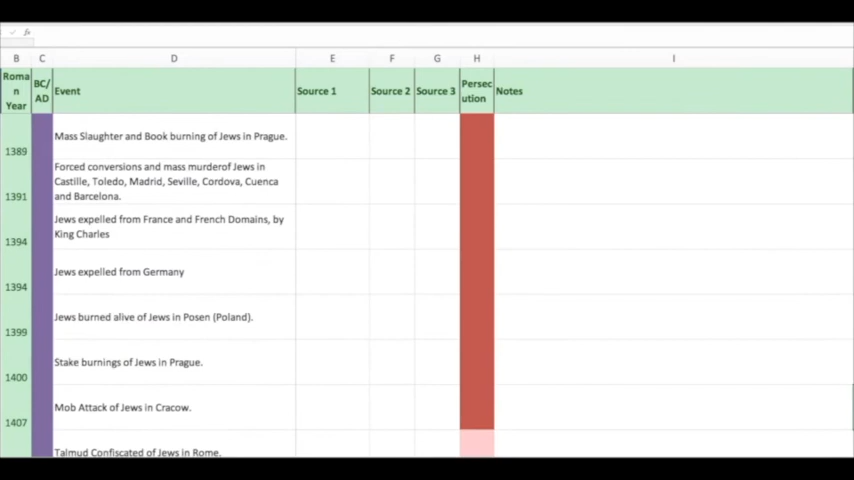 fx
B C D E F G H I
Roma
n
Year
BC/
AD
Event
Source 1
Source 2
Source 3
Persec
ution
Notes
Mass Slaughter and Book burning of Jews in Prague.
1389
Forced conversions and mass murderof Jews in
Castille, Toledo, Madrid, Seville, Cordova, Cuenca
and Barcelona.
1391
Jews expelled from France and French Domains, by
King Charles
1394
Jews expelled from Germany
1394
Jews burned alive of Jews in Posen (Poland).
1399
Stake burnings of Jews in Prague.
1400
Mob Attack of Jews in Cracow.
1407
Talmud Confiscated of Jews in Rome.